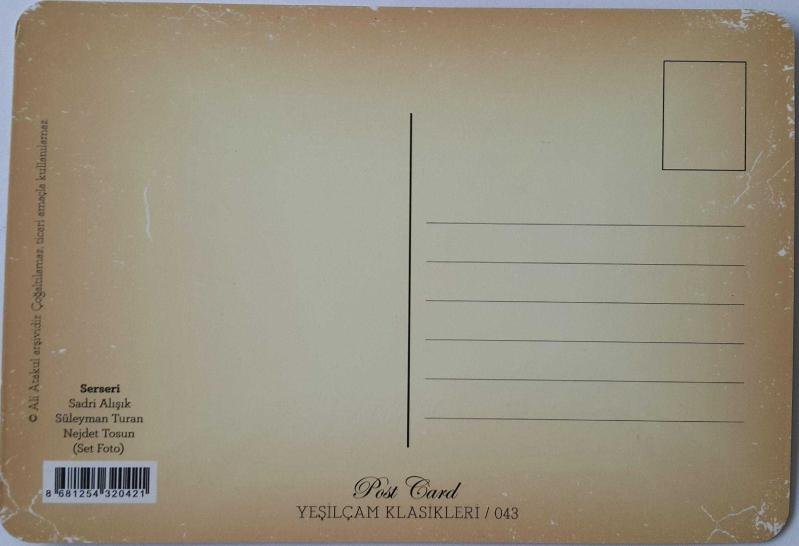 © Ali Atakul arşividir. Çoğaltılamaz, ticari amaçla kullanılamaz.
Serseri
Sadri Alışık
Süleyman Turan
Nejdet Tosun
(Set Foto)
8 681254 320421
Post Card
YEŞİLÇAM KLASİKLERİ / 043